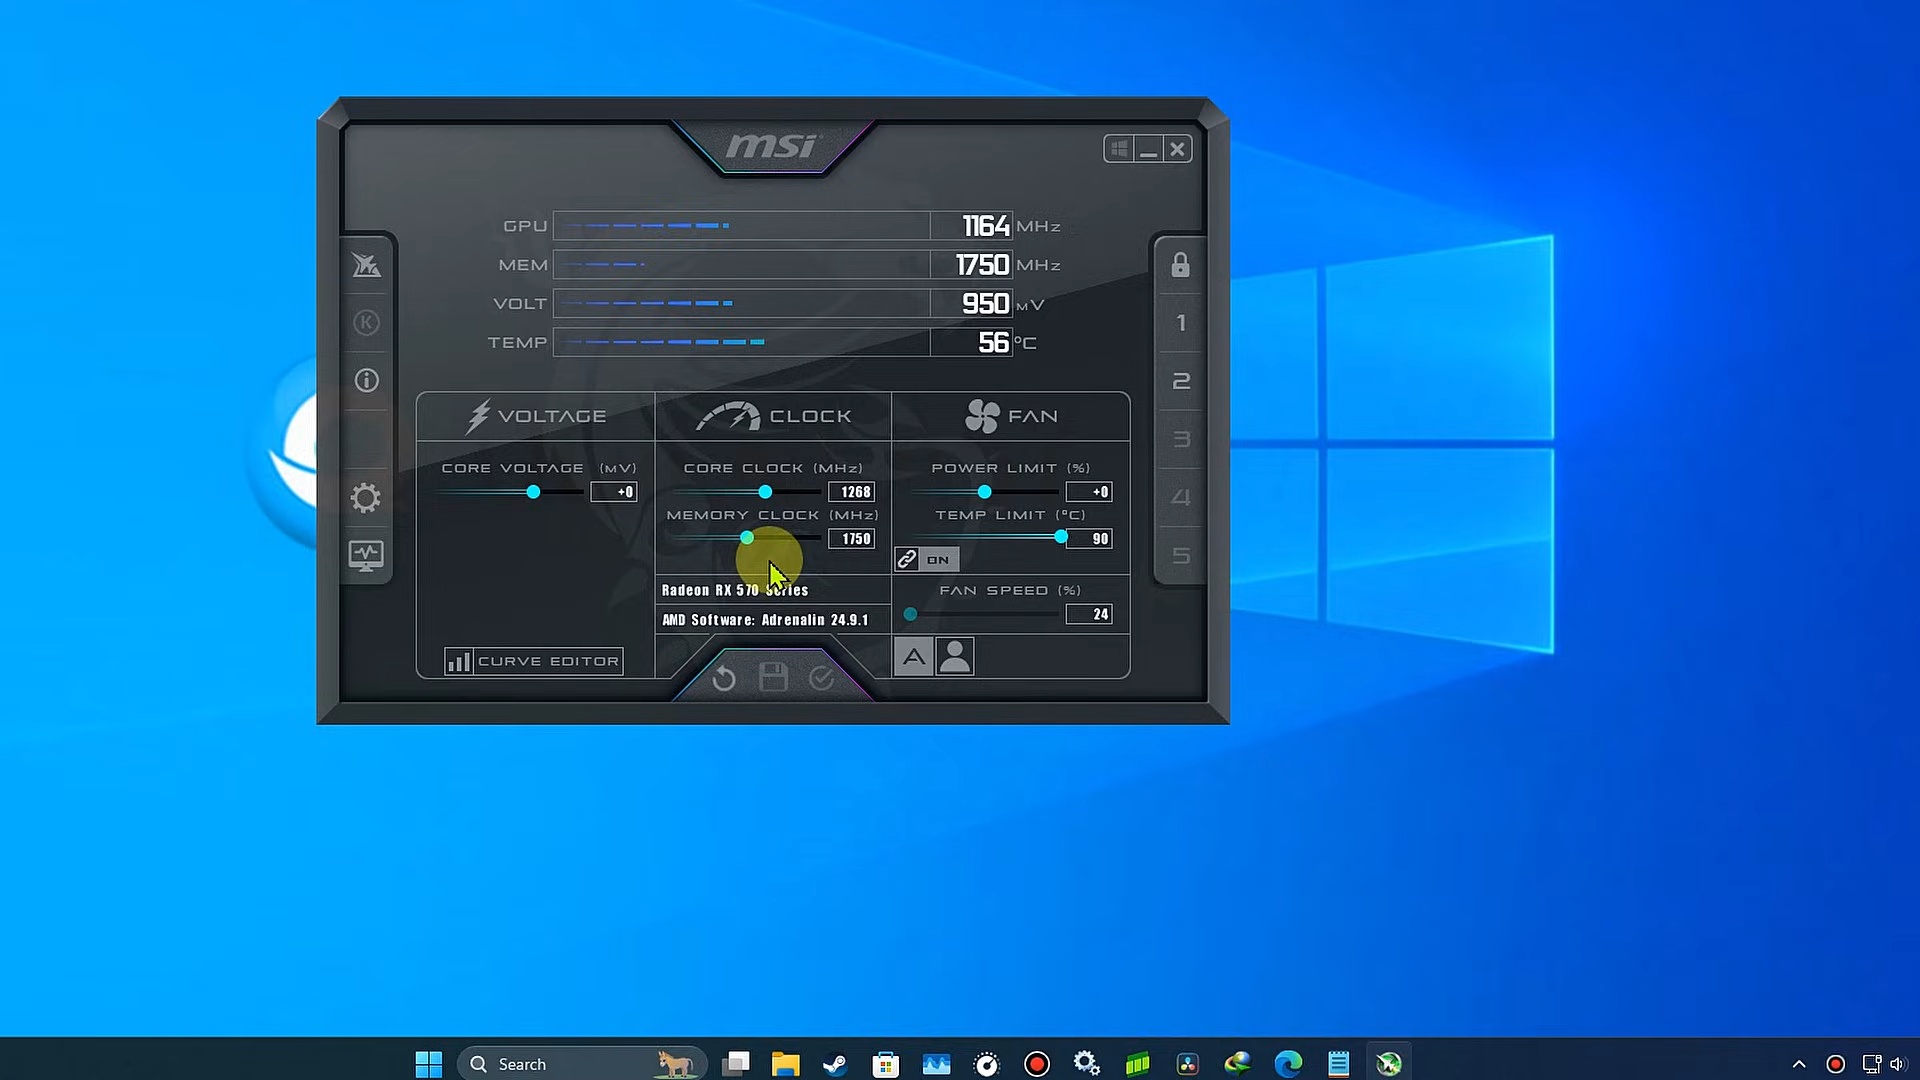 msi
GPU 1164 MHz
MEM 1750 MHz
VOLT 950 mV
TEMP 56 °C
K
1
2
3
4
5
VOLTAGE
CLOCK
FAN
CORE VOLTAGE (MV)
+0
CORE CLOCK (MHz)
1268
POWER LIMIT (%)
+0
MEMORY CLOCK (MHz)
1750
TEMP LIMIT (°C)
90
ON
Radeon RX 570 Series
FAN SPEED (%)
24
AMD Software: Adrenalin 24.9.1
CURVE EDITOR
A
Search